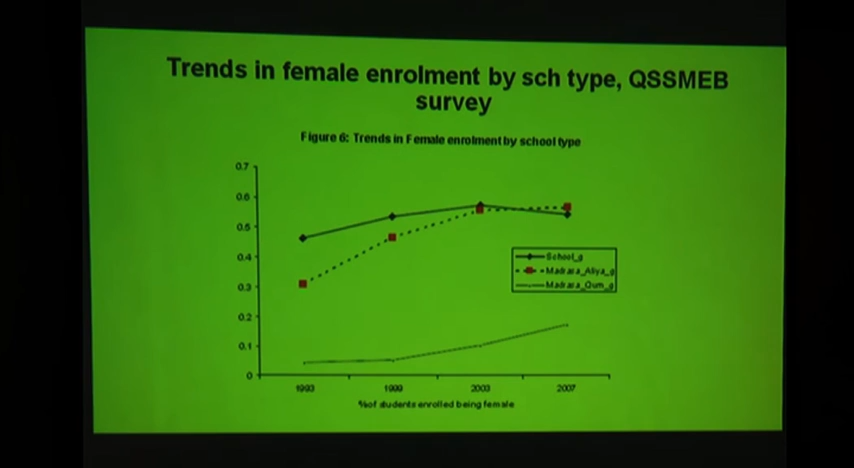 Trends in female enrolment by sch type, QSSMEB
survey
Figure 6: Trends in Female enrolment by school type
0.7
0.6
0.5
0.4
0.3
0.2
0.1
0
School_g
Madrasa_Aliya_g
Madrasa_Qum_g
1993
1999
2003
2007
%of students enrolled being female